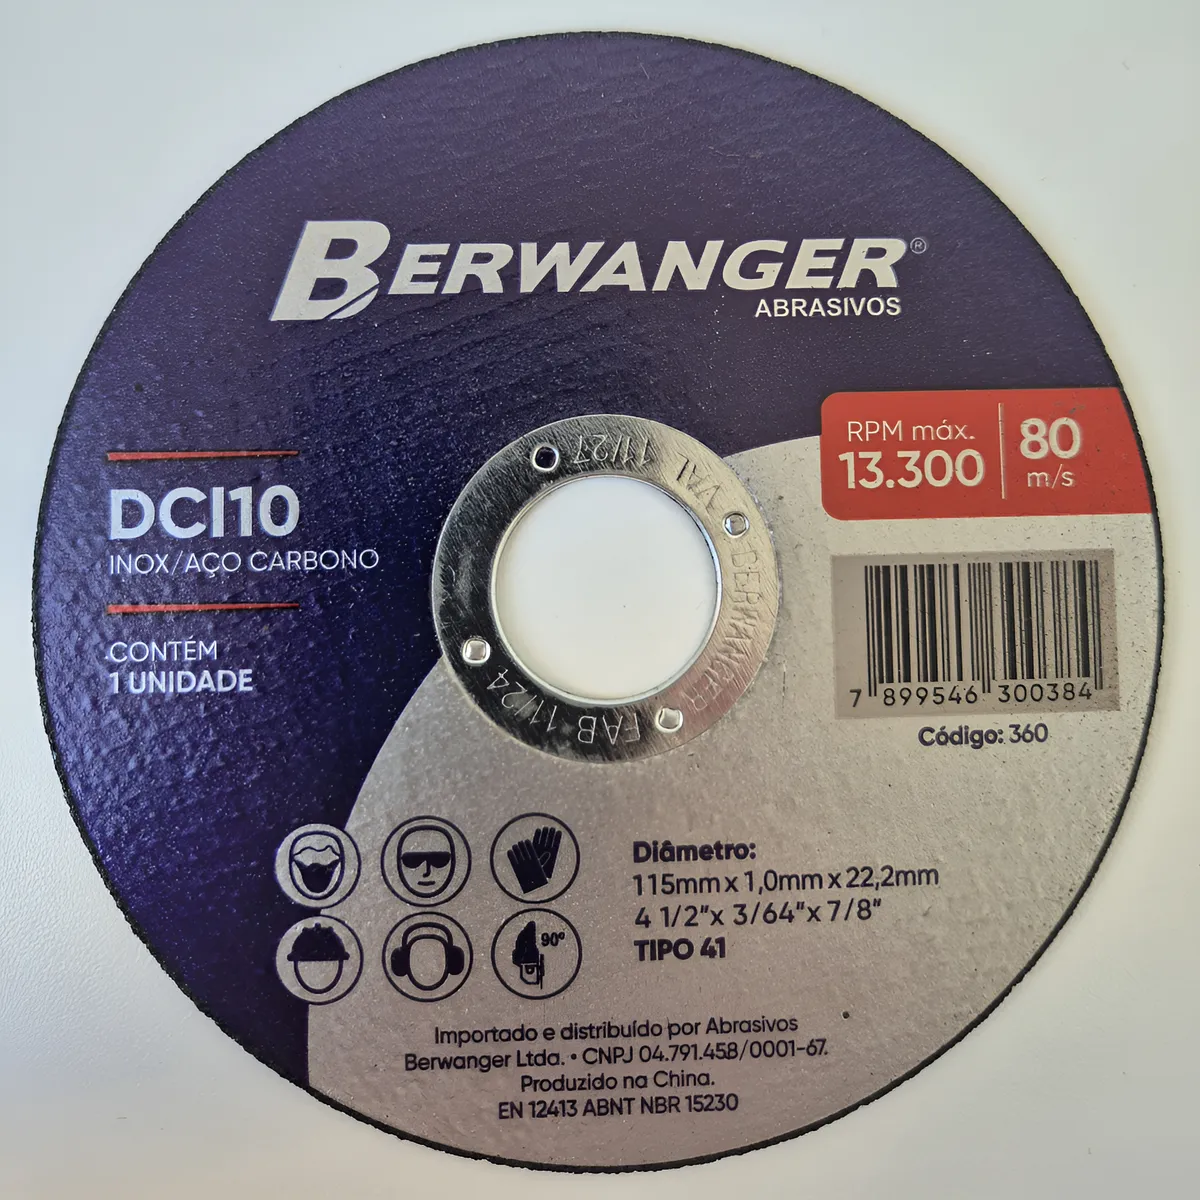 BERWANGER®
ABRASIVOS
RPM máx.
13.300
80
m/s
DCI10
INOX/AÇO CARBONO
CONTÉM
1 UNIDADE
VAL 11/27
BERWANGER
FAB 11/24
7 899546 300384
Código: 360
Diâmetro:
115mm x 1,0mm x 22,2mm
4 1/2" x 3/64" x 7/8"
TIPO 41
90º
Importado e distribuído por Abrasivos
Berwanger Ltda. • CNPJ 04.791.458/0001-67.
Produzido na China.
EN 12413 ABNT NBR 15230